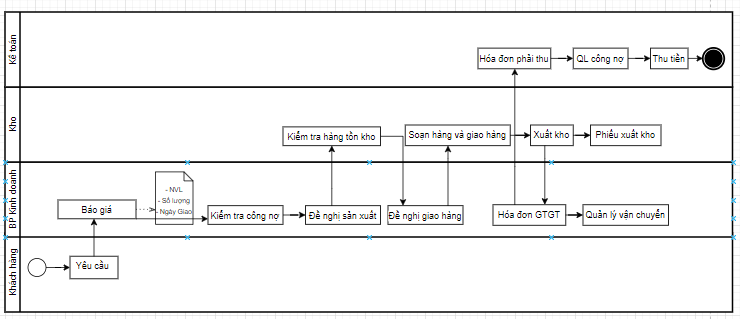 Kế toán
Hóa đơn phải thu
QL công nợ
Thu tiền
Kho
Kiểm tra hàng tồn kho
Soạn hàng và giao hàng
Xuất kho
Phiếu xuất kho
BP Kinh doanh
Báo giá
- NVL
- Số lượng
- Ngày Giao
Kiểm tra công nợ
Đề nghị sản xuất
Đề nghị giao hàng
Hóa đơn GTGT
Quản lý vận chuyển
Khách hàng
Yêu cầu